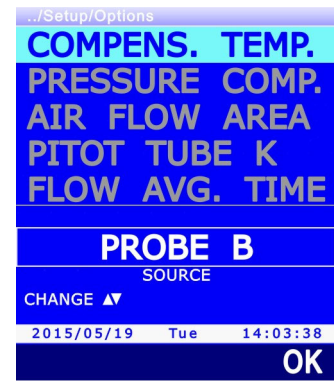 ../Setup/Options
COMPENS. TEMP.
PRESSURE COMP.
AIR FLOW AREA
PITOT TUBE K
FLOW AVG. TIME
PROBE B
SOURCE
CHANGE ▲▼
2015/05/19 Tue 14:03:38
OK